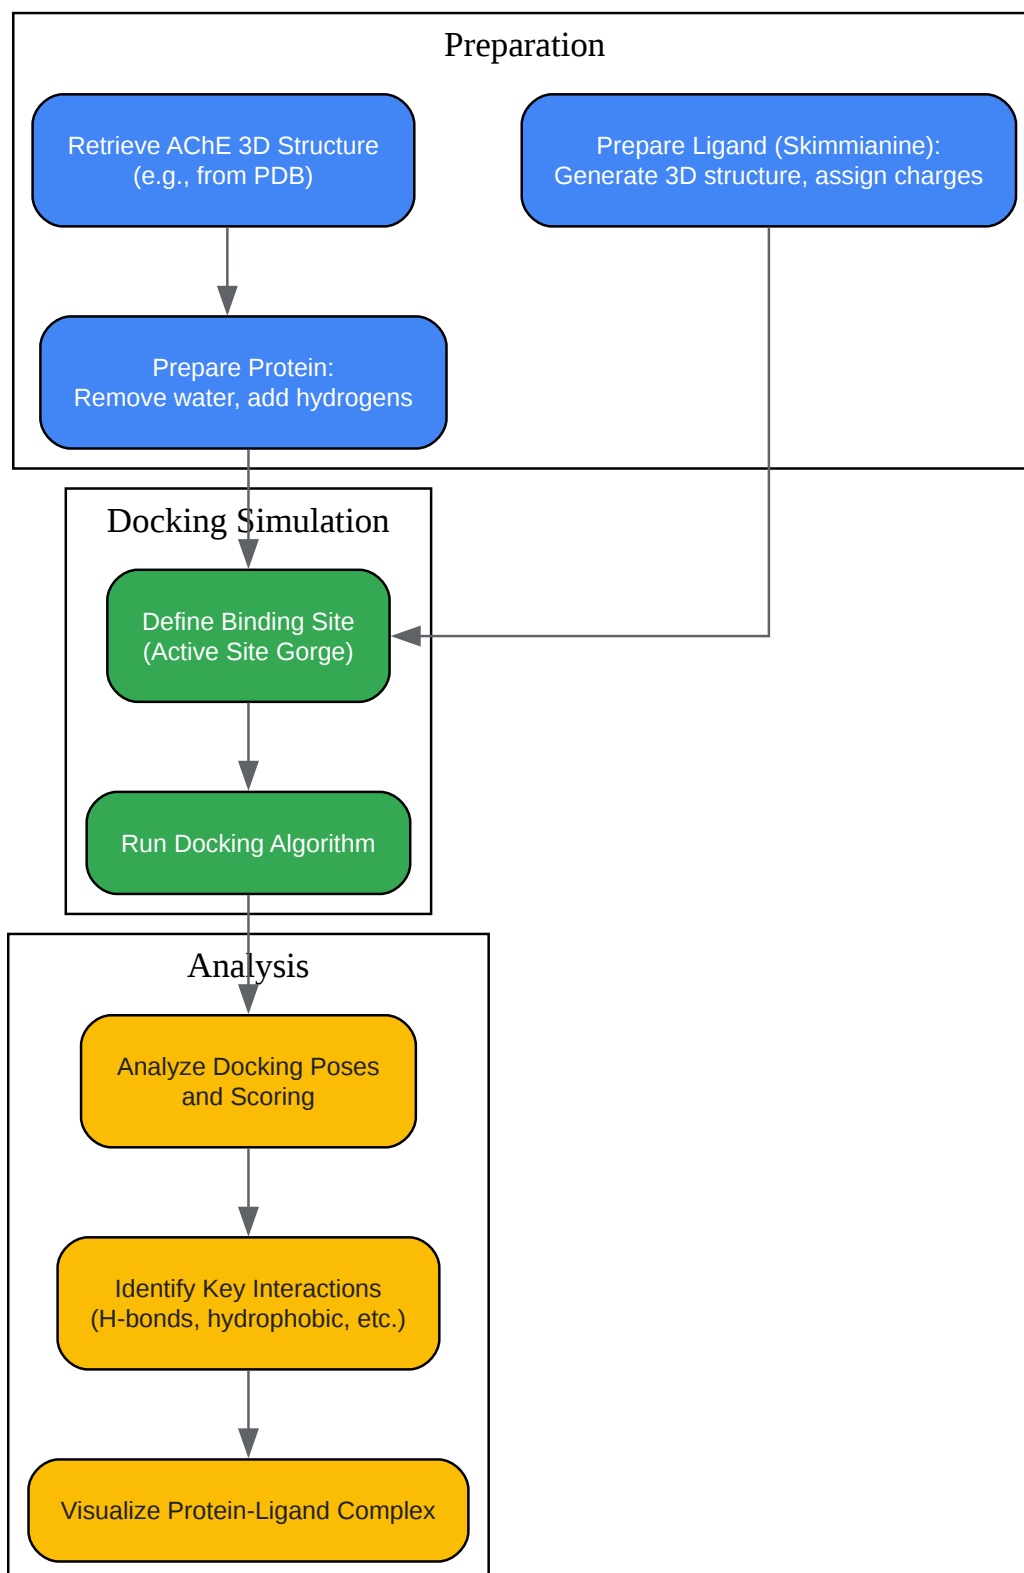 Preparation
Retrieve AChE 3D Structure
(e.g., from PDB)
Prepare Ligand (Skimmianine):
Generate 3D structure, assign charges
Prepare Protein:
Remove water, add hydrogens
Docking Simulation
Define Binding Site
(Active Site Gorge)
Run Docking Algorithm
Analysis
Analyze Docking Poses
and Scoring
Identify Key Interactions
(H-bonds, hydrophobic, etc.)
Visualize Protein-Ligand Complex